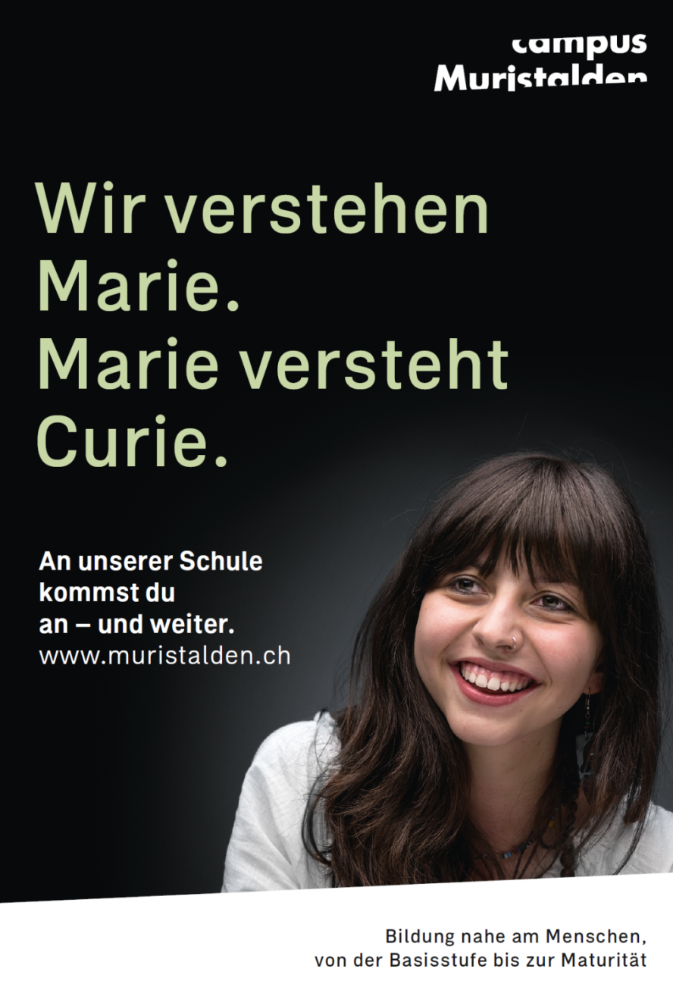 campus
Muristalden
Wir verstehen
Marie.
Marie versteht
Curie.
An unserer Schule
kommst du
an – und weiter.
www.muristalden.ch
Bildung nahe am Menschen,
von der Basisstufe bis zur Maturität